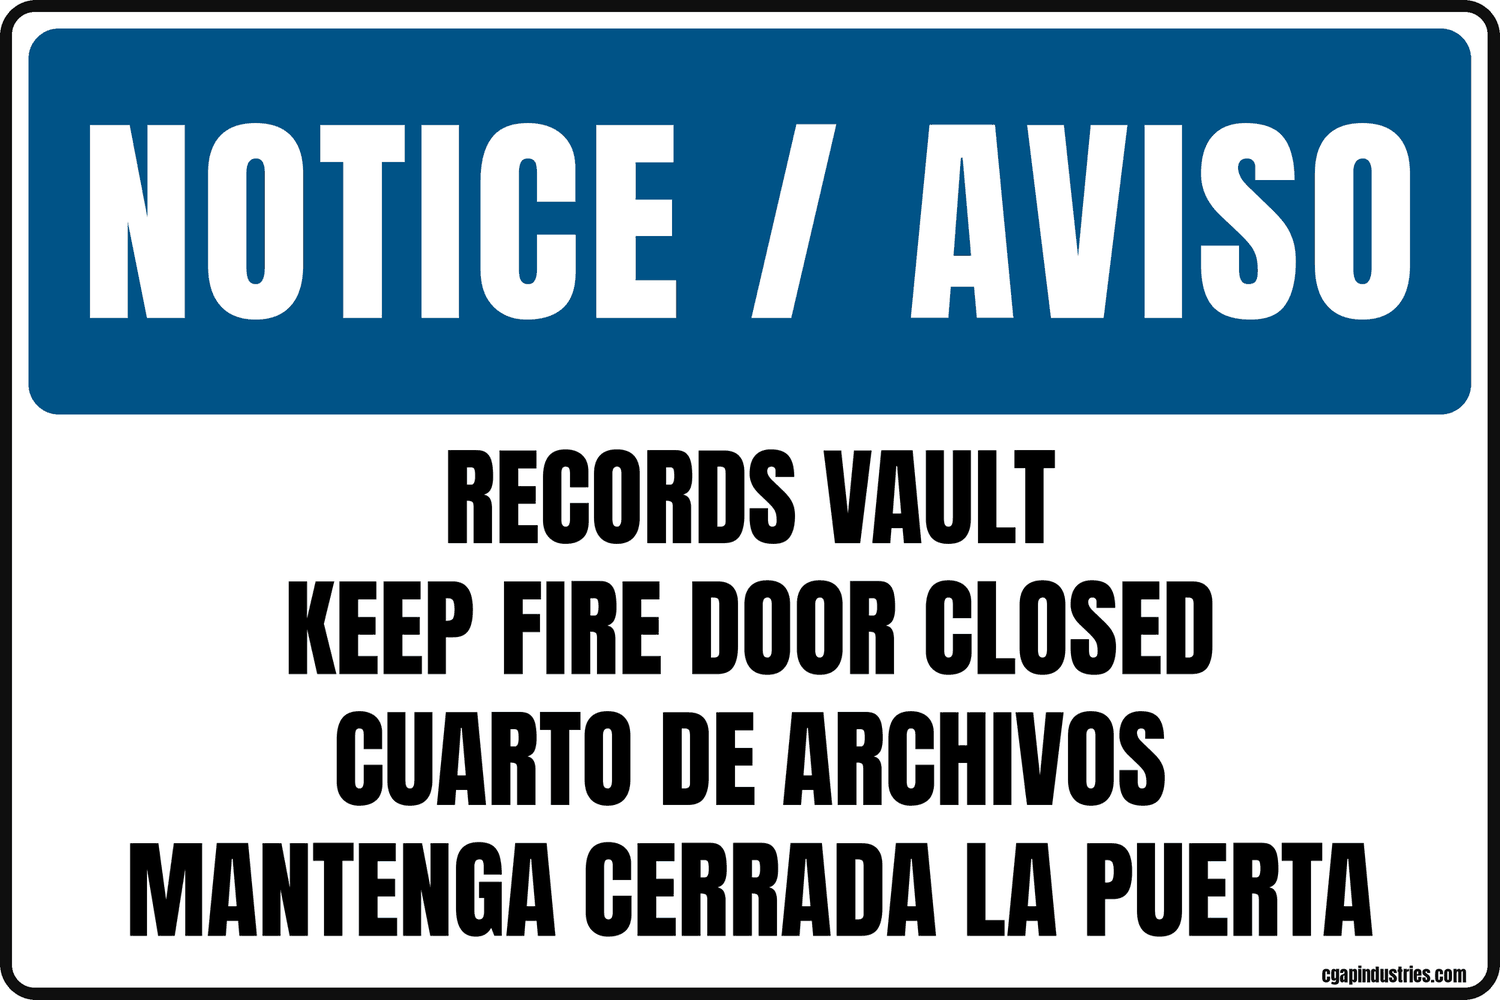 NOTICE / AVISO
RECORDS VAULT
KEEP FIRE DOOR CLOSED
CUARTO DE ARCHIVOS
MANTENGA CERRADA LA PUERTA
cgapindustries.com